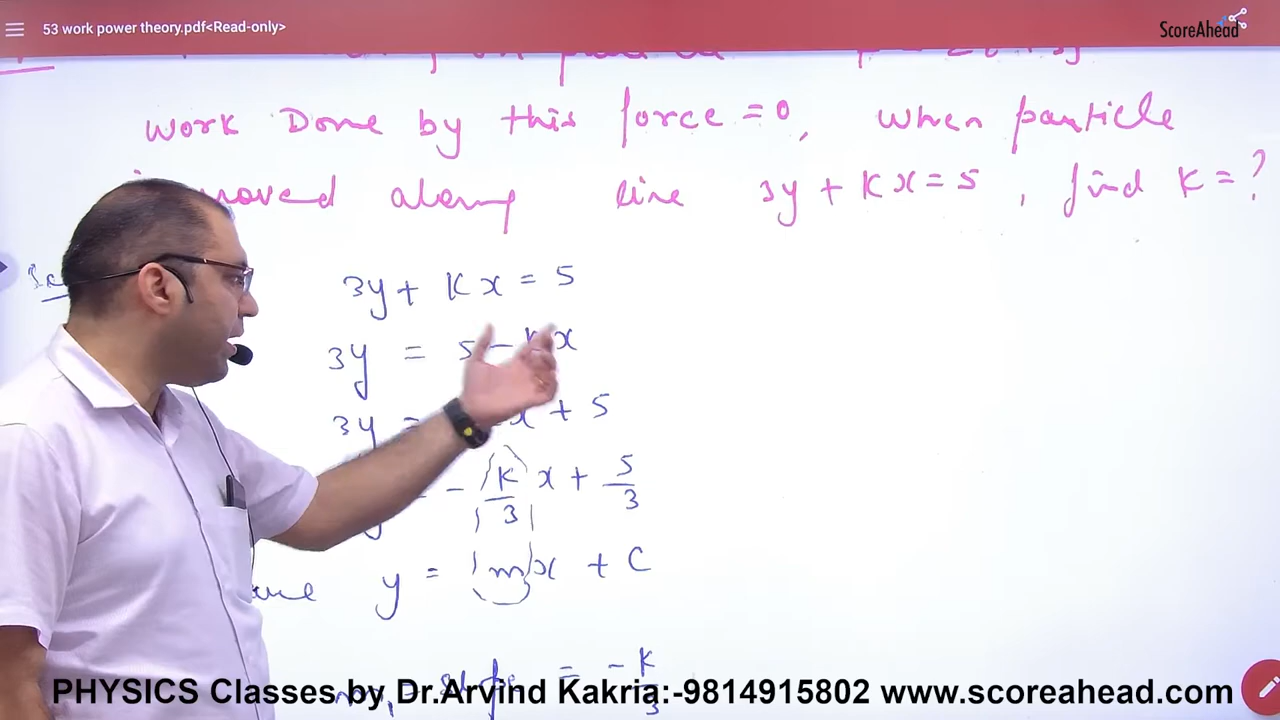 53 work power theory.pdf<Read-only>
ScoreAhead
work Done by this force = 0, when particle
moved along line 3y + Kx = 5, find K = ?
3y + Kx = 5
3y = 5 - Kx
3y = x + 5
= - K/3 x + 5/3
y = mx + C
m, slope = -K/3
PHYSICS Classes by Dr.Arvind Kakria:-9814915802 www.scoreahead.com